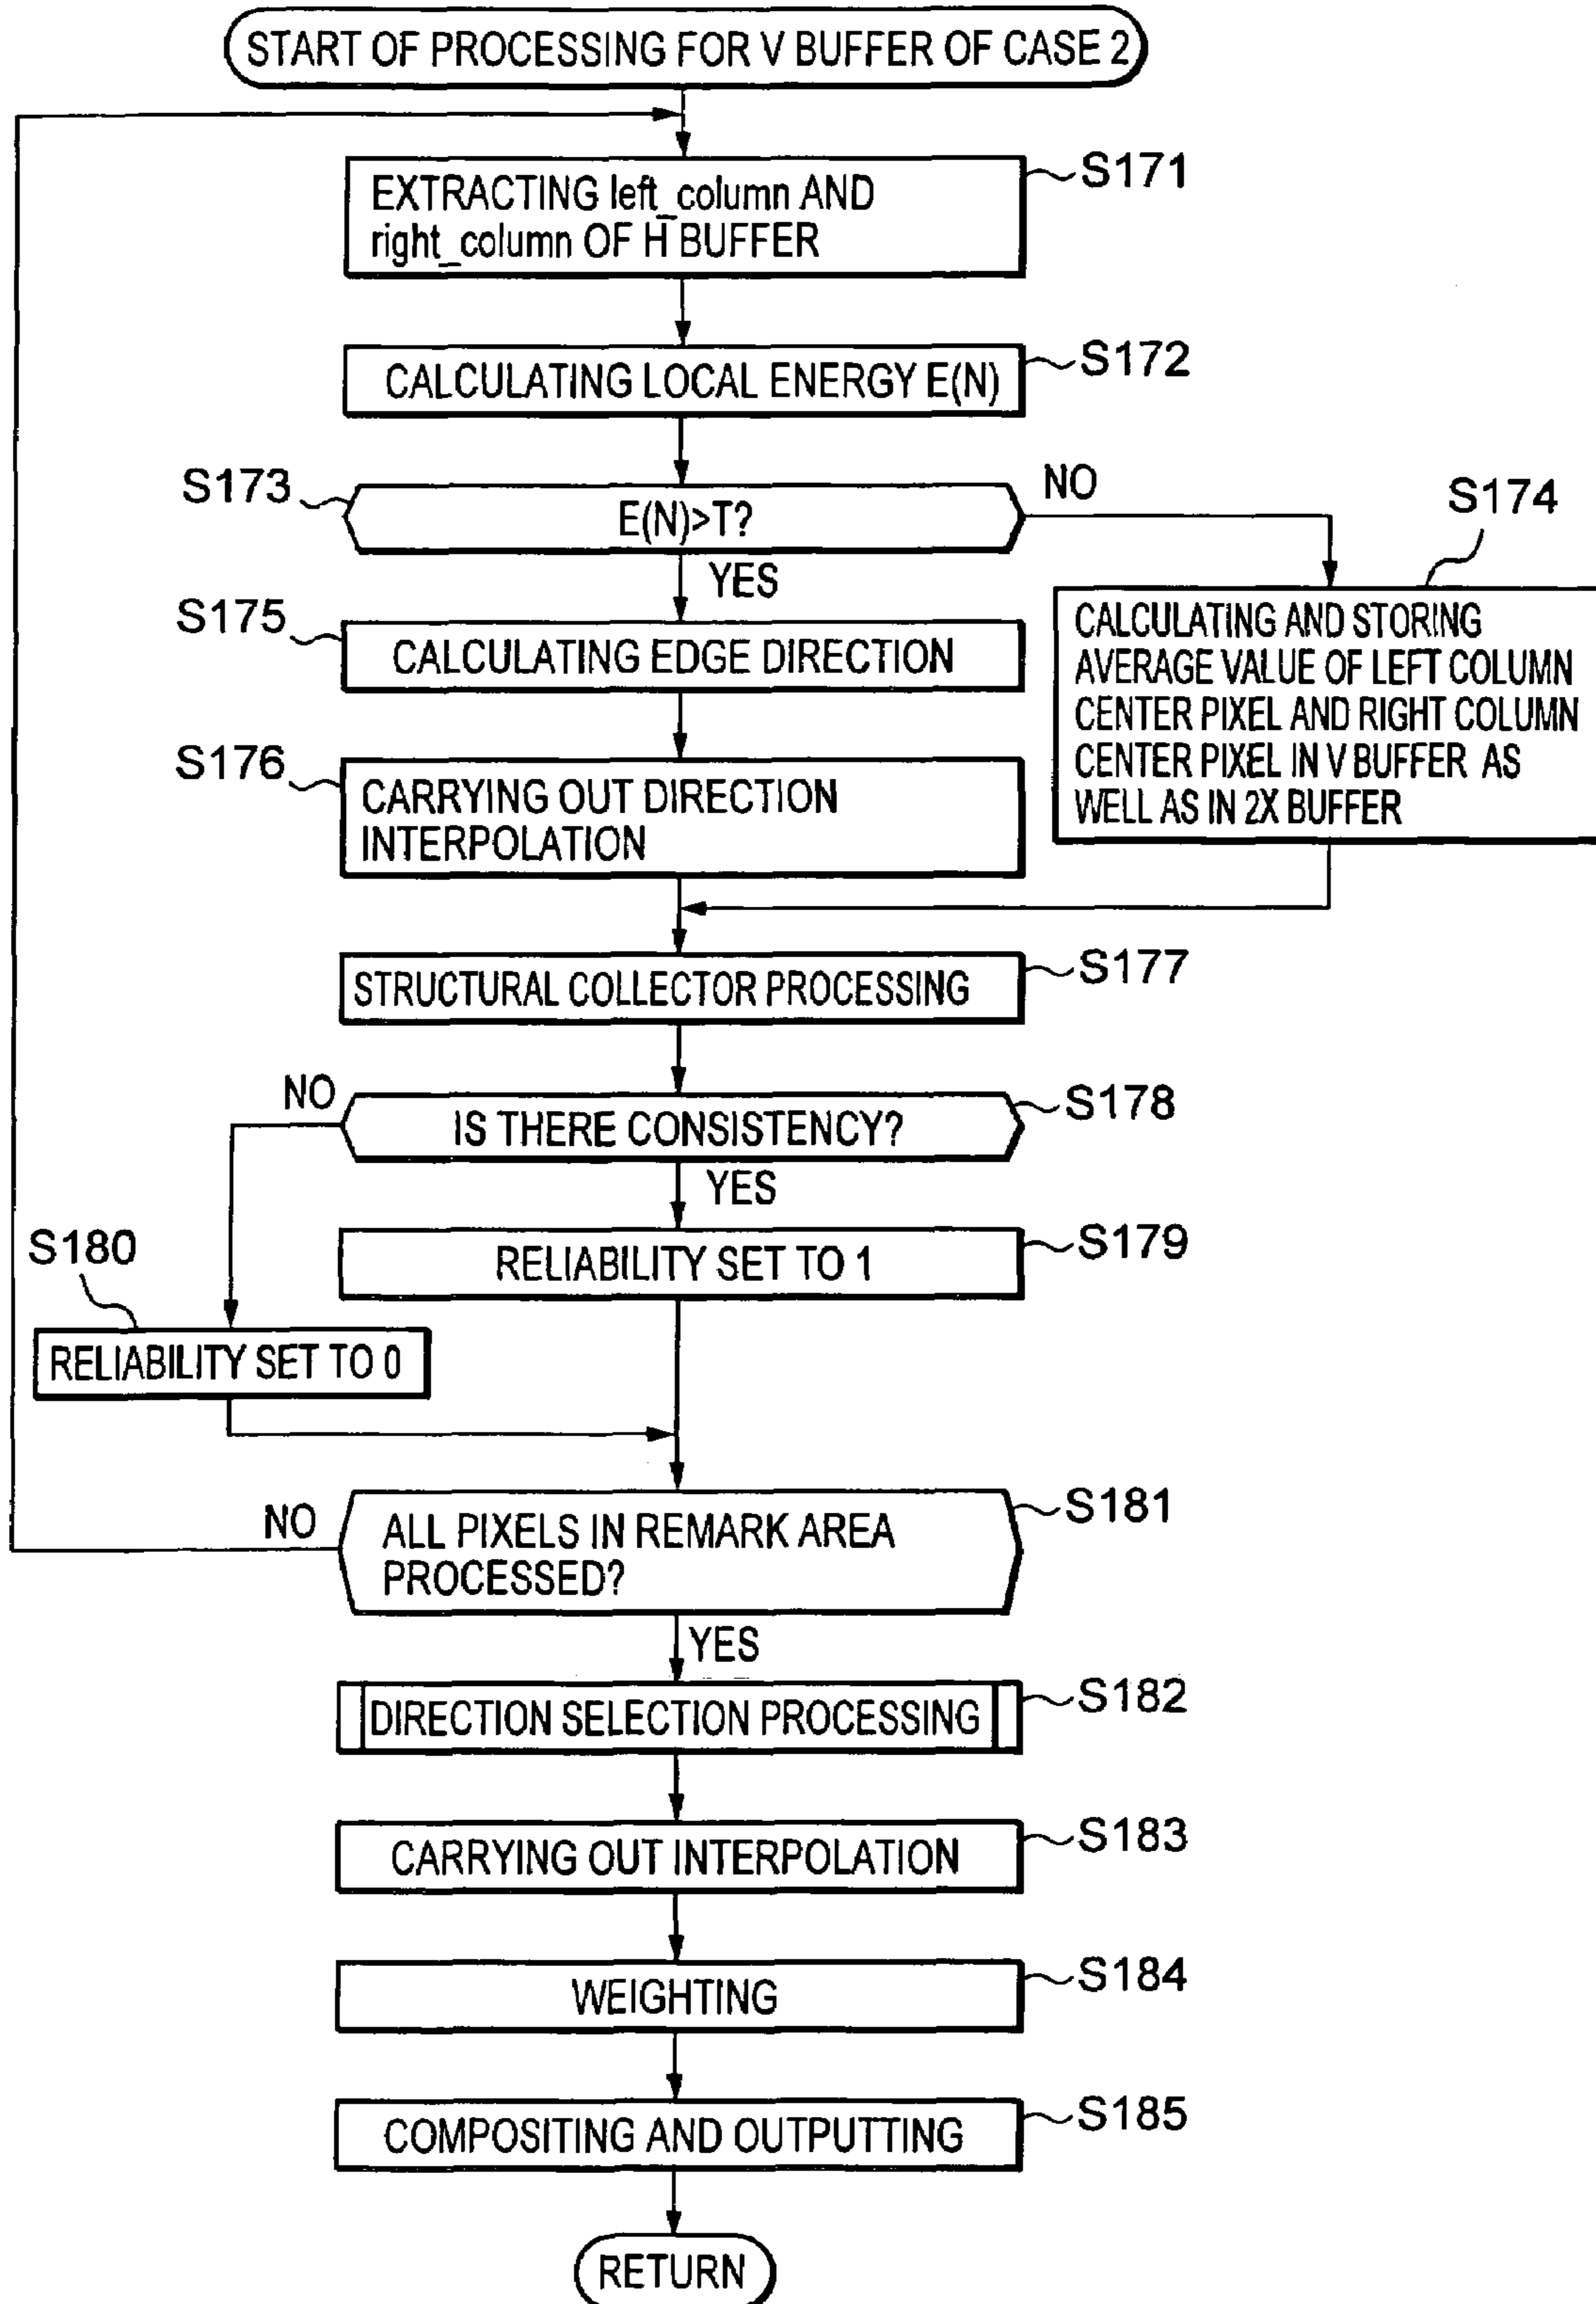 START OF PROCESSING FOR V BUFFER OF CASE 2
S171
EXTRACTING left_column AND
right_column OF H BUFFER
S172
CALCULATING LOCAL ENERGY E(N)
S173
E(N)>T?
NO
YES
S174
CALCULATING AND STORING
AVERAGE VALUE OF LEFT COLUMN
CENTER PIXEL AND RIGHT COLUMN
CENTER PIXEL IN V BUFFER AS
WELL AS IN 2X BUFFER
S175
CALCULATING EDGE DIRECTION
S176
CARRYING OUT DIRECTION
INTERPOLATION
S177
STRUCTURAL COLLECTOR PROCESSING
S178
NO
IS THERE CONSISTENCY?
YES
S179
RELIABILITY SET TO 1
S180
RELIABILITY SET TO 0
S181
NO
ALL PIXELS IN REMARK AREA
PROCESSED?
YES
S182
DIRECTION SELECTION PROCESSING
S183
CARRYING OUT INTERPOLATION
S184
WEIGHTING
S185
COMPOSITING AND OUTPUTTING
RETURN